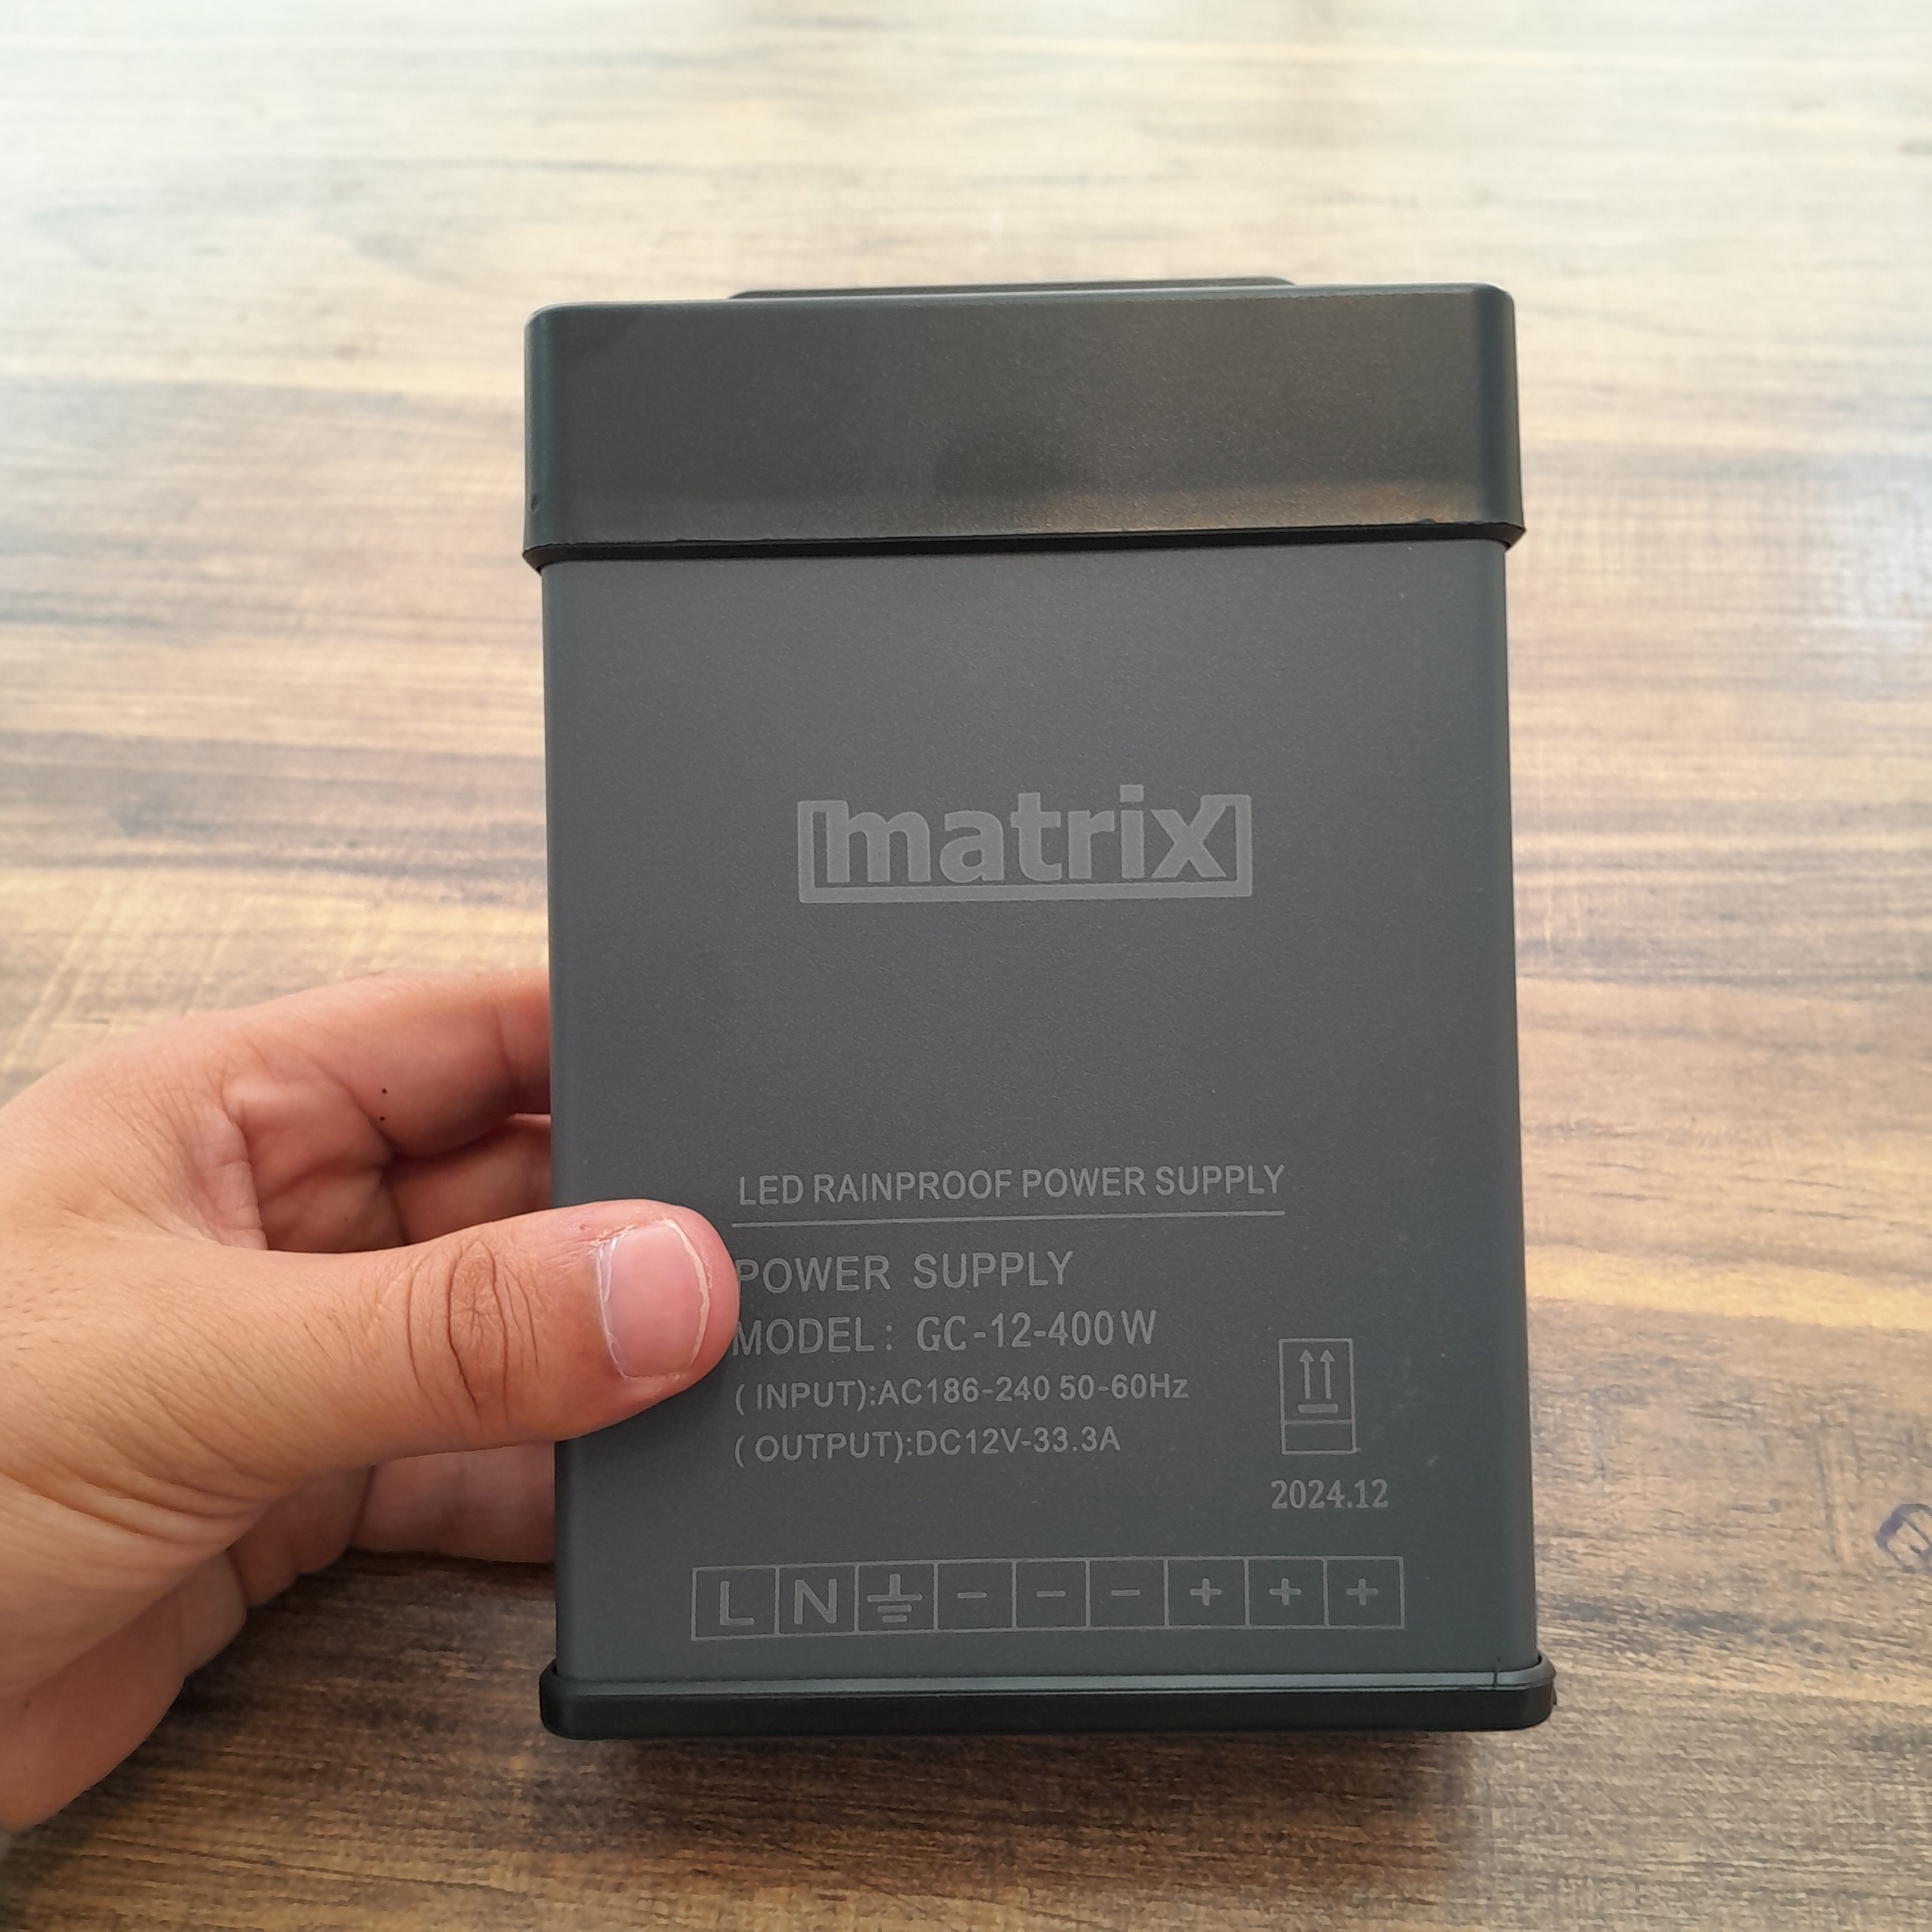 matrix
LED RAINPROOF POWER SUPPLY
POWER SUPPLY
MODEL: GC-12-400W
( INPUT):AC186-240 50-60Hz
( OUTPUT):DC12V-33.3A
2024.12
L N - - - + + +